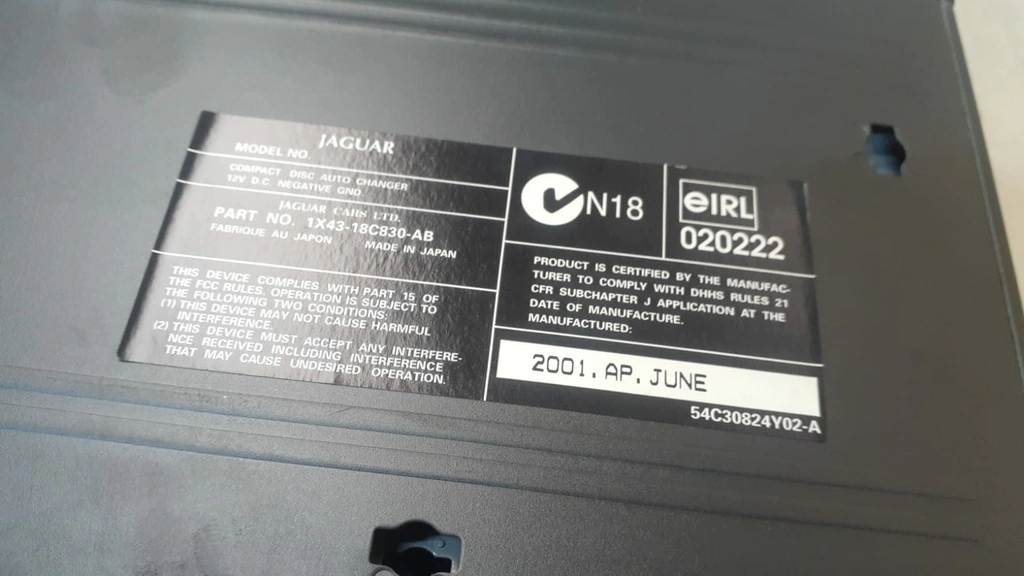 JAGUAR
MODEL NO
COMPACT DISC AUTO CHANGER
12V D.C. NEGATIVE GND
JAGUAR CARS LTD.
PART NO. 1X43-18C830-AB
FABRIQUE AU JAPON MADE IN JAPAN
THIS DEVICE COMPLIES WITH PART 15 OF
THE FCC RULES. OPERATION IS SUBJECT TO
THE FOLLOWING TWO CONDITIONS:
(1) THIS DEVICE MAY NOT CAUSE HARMFUL
INTERFERENCE.
(2) THIS DEVICE MUST ACCEPT ANY INTERFERE-
NCE RECEIVED INCLUDING INTERFERENCE
THAT MAY CAUSE UNDESIRED OPERATION.
N18
eIRL
020222
PRODUCT IS CERTIFIED BY THE MANUFAC-
TURER TO COMPLY WITH DHHS RULES 21
CFR SUBCHAPTER J APPLICATION AT THE
DATE OF MANUFACTURE.
MANUFACTURED:
2001. AP. JUNE
54C30824Y02-A